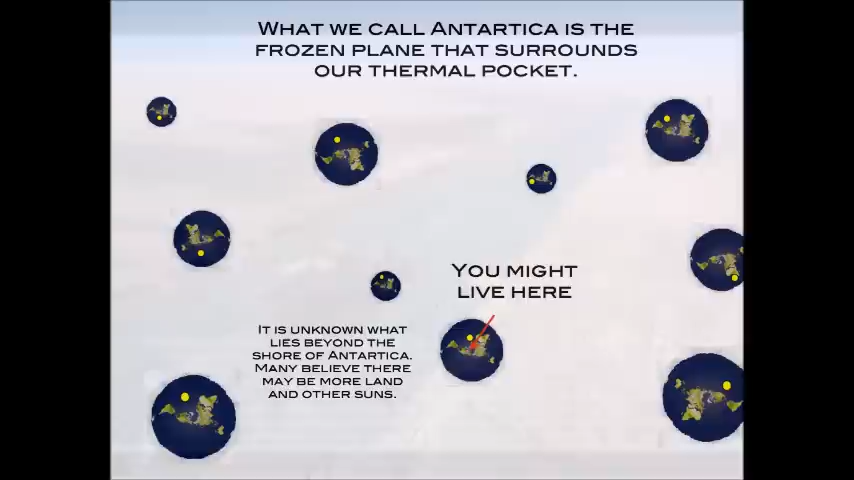 What we call Antartica is the
frozen plane that surrounds
our thermal pocket.
You might
live here
It is unknown what
lies beyond the
shore of Antartica.
Many believe there
may be more land
and other suns.